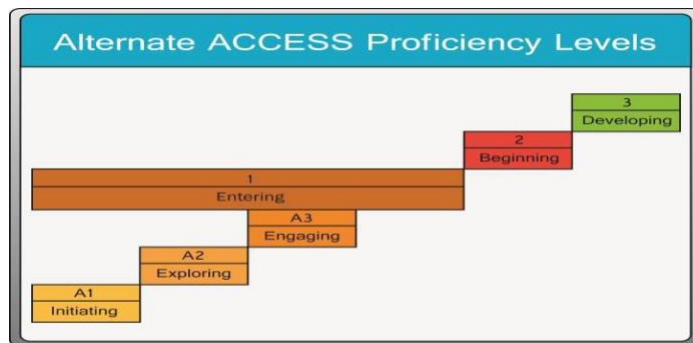 Alternate ACCESS Proficiency Levels
3
Developing
2
Beginning
1
Entering
A3
Engaging
A2
Exploring
A1
Initiating